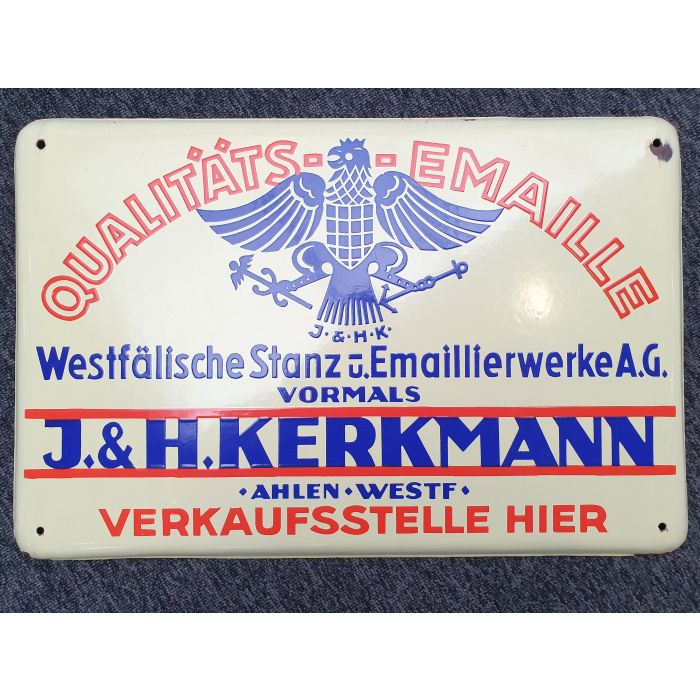 QUALITÄTS-EMAILLE
J·&·H·K·
Westfälische Stanz u. Emaillierwerke A.G.
VORMALS
J.&H.KERKMANN
·AHLEN·WESTF·
VERKAUFSSTELLE HIER